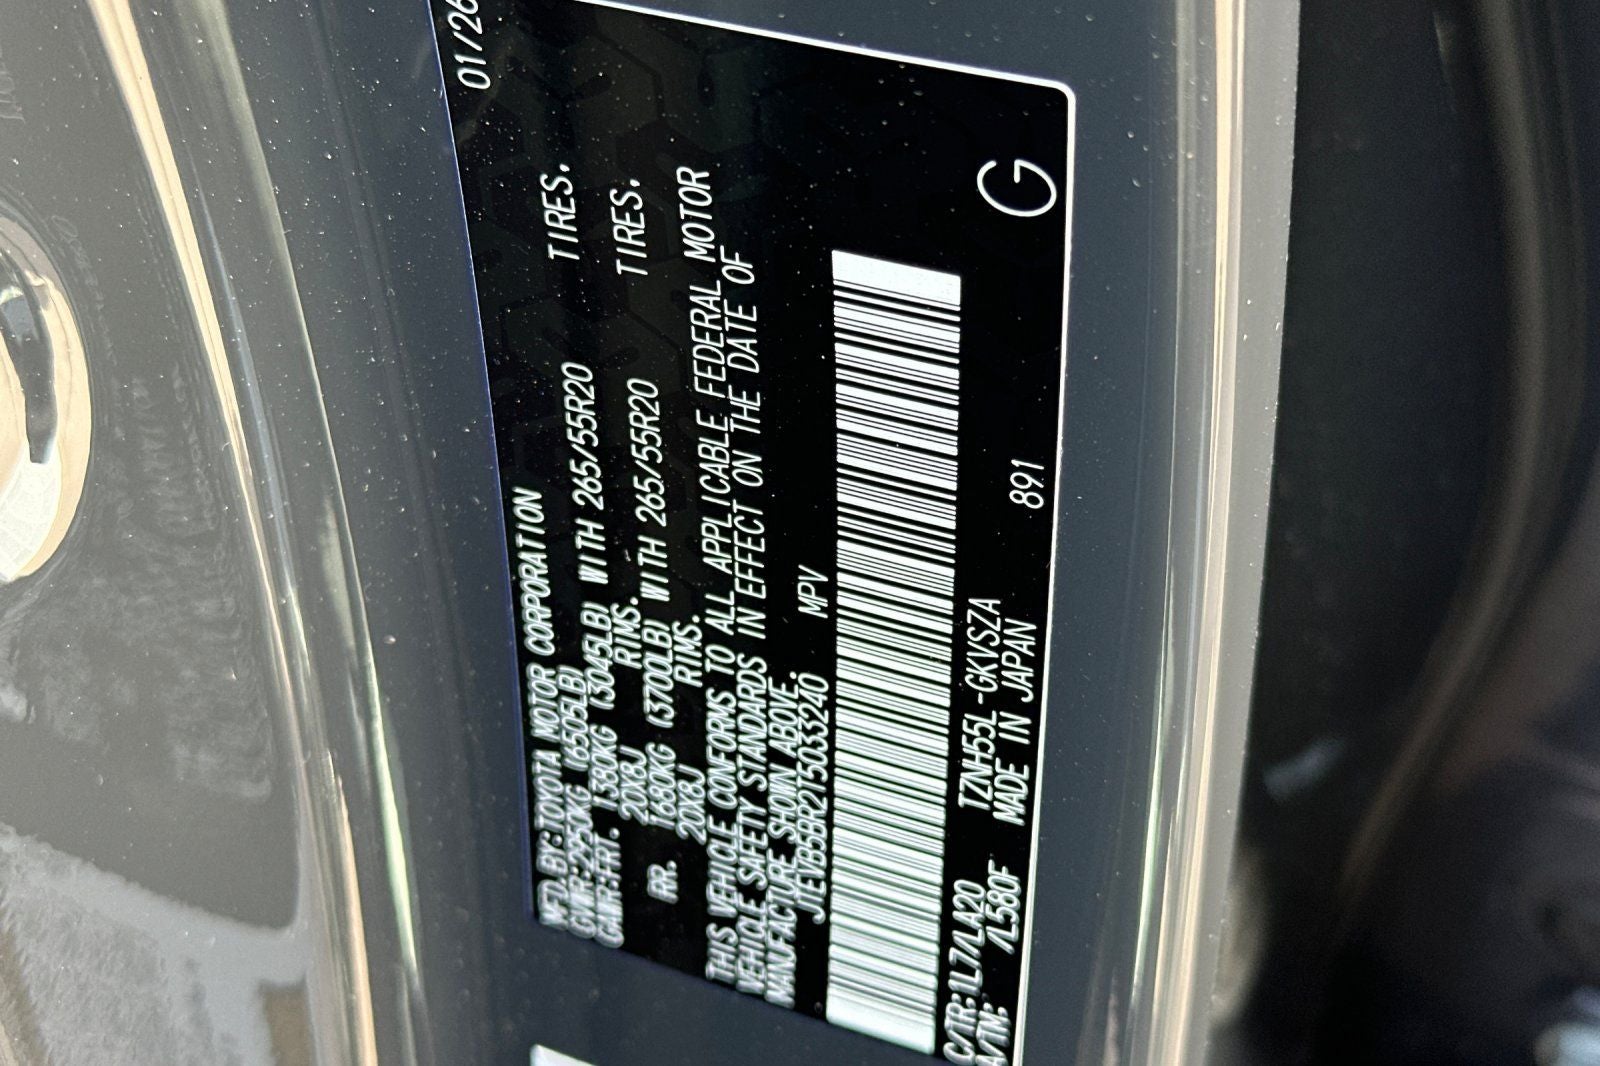 MFD. BY: TOYOTA MOTOR CORPORATION 01/26
GVWR: 2950KG (6505LB)
GAWR: FRT. 1380KG (3045LB) WITH 265/55R20 TIRES.
20X8J RIMS.
RR. 1680KG (3700LB) WITH 265/55R20 TIRES.
20X8J RIMS.
THIS VEHICLE CONFORMS TO ALL APPLICABLE FEDERAL MOTOR
VEHICLE SAFETY STANDARDS IN EFFECT ON THE DATE OF
MANUFACTURE SHOWN ABOVE.
JTEVB5BR2T5033240 MPV
C/TR: 1L7/LA20 TZNH55L-GKVSZA
A/TM: /L580F MADE IN JAPAN 891 G